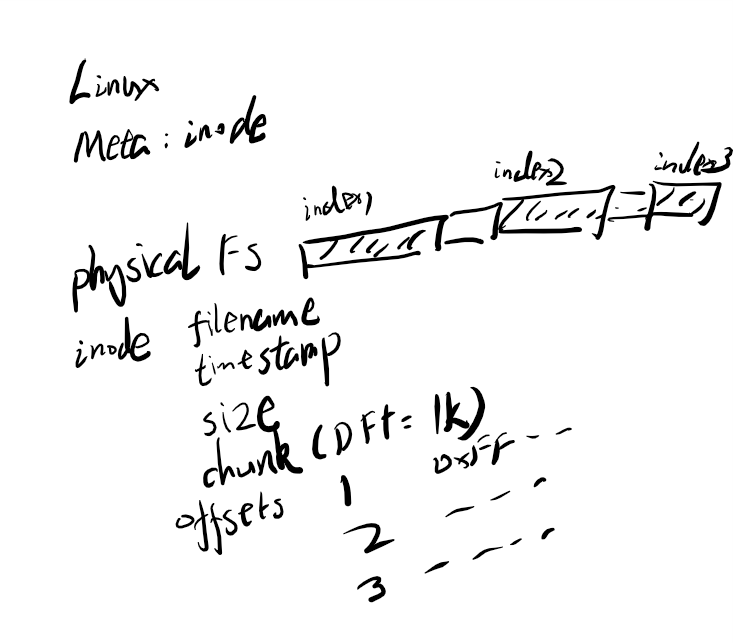 Linux
Meta: inode
index1 index2 index3
physical Fs
inode filename
timestamp
size
chunk (DFt = 1k)
offsets 1 0xFF
2
3